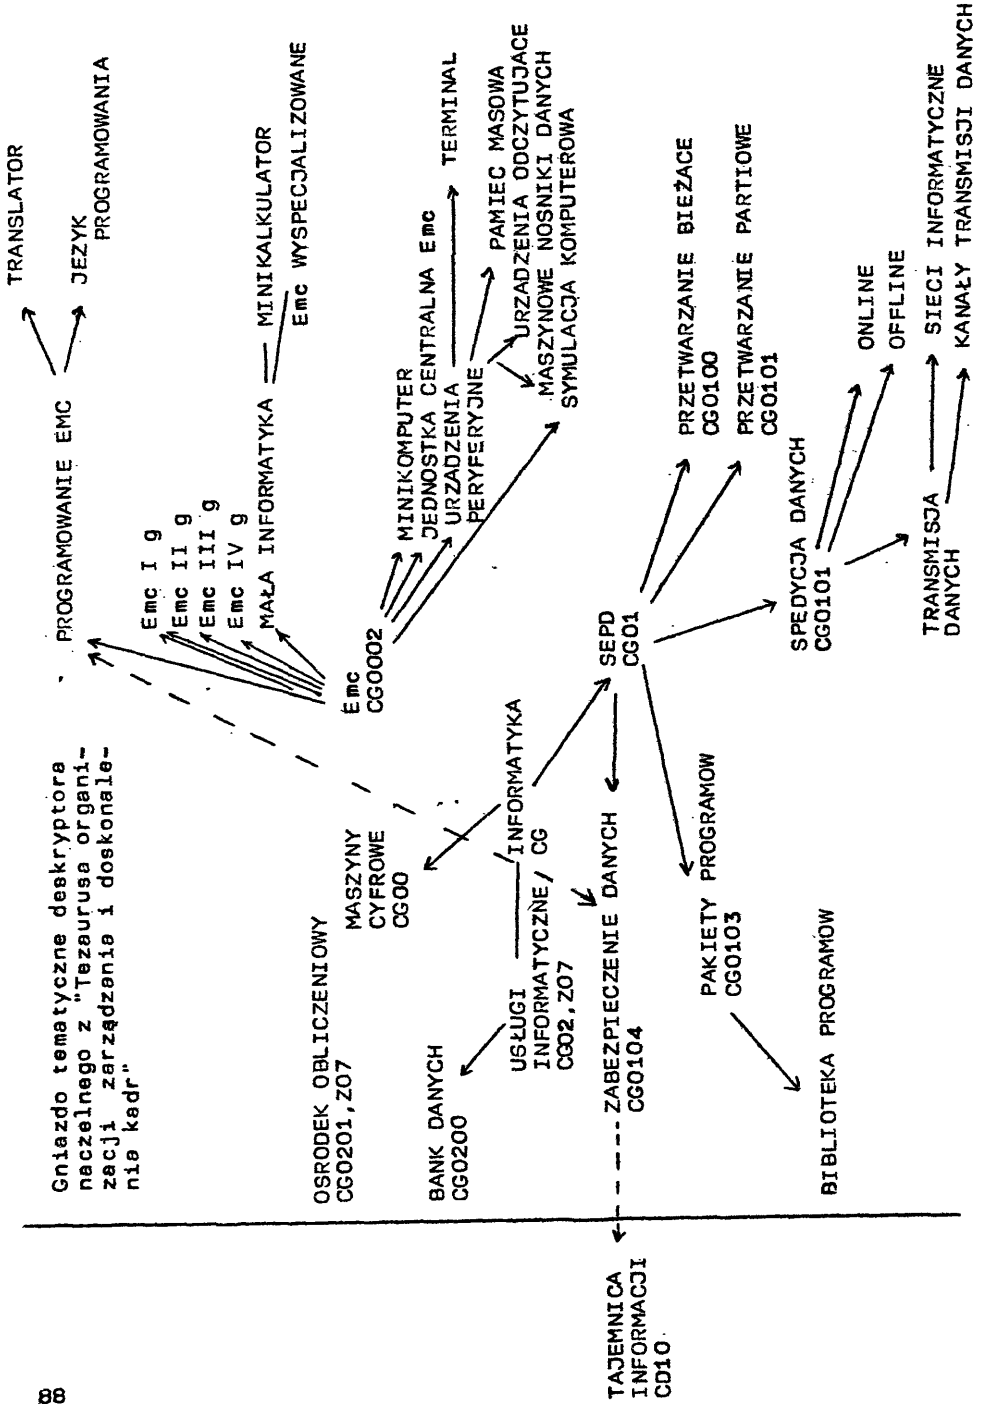 88
Gniazdo tematyczne deskryptora
naczelnego z "Tezaurusa organi-
zacji zarządzania i doskonale-
nia kadr"
TRANSLATOR
PROGRAMOWANIE EMC
JEZYK
PROGRAMOWANIA
Emc I g
Emc II g
Emc III g
Emc IV g
MAŁA INFORMATYKA
MINIKALKULATOR
Emc WYSPECJALIZOWANE
OSRODEK OBLICZENIOWY
CG0201,Z07
MASZYNY
CYFROWE
CG00
Emc
CG0002
MINIKOMPUTER
JEDNOSTKA CENTRALNA Emc
URZADZENIA
PERYFERYJNE
TERMINAL
PAMIEC MASOWA
URZADZENIA ODCZYTUJĄCE
MASZYNOWE NOSNIKI DANYCH
SYMULACJA KOMPUTEROWA
BANK DANYCH
CG0200
USŁUGI
INFORMATYCZNE/
CG02,Z07
INFORMATYKA
CG
TAJEMNICA
INFORMACJI
CD10
ZABEZPIECZENIE DANYCH
CG0104
SEPD
CG01
PRZETWARZANIE BIEŻACE
CG0100
PRZETWARZANIE PARTIOWE
CG0101
PAKIETY PROGRAMOW
CG0103
BIBLIOTEKA PROGRAMOW
SPEDYCJA DANYCH
CG0101
ONLINE
OFFLINE
TRANSMISJA
DANYCH
SIECI INFORMATYCZNE
KANAŁY TRANSMISJI DANYCH